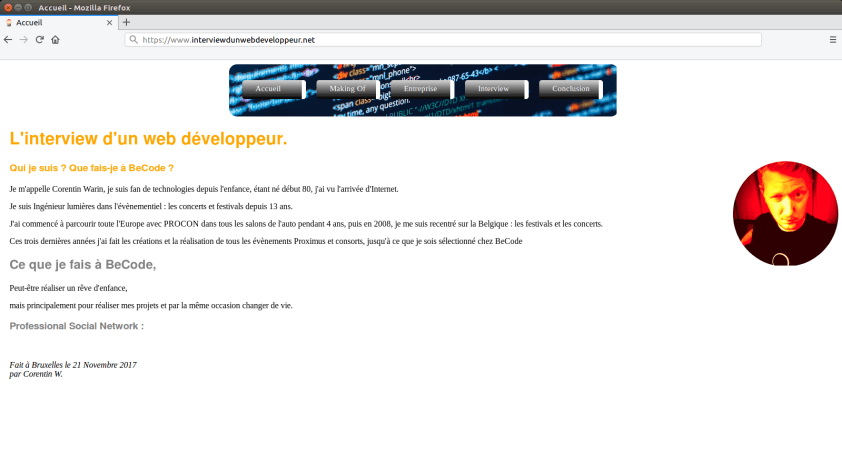 Accueil - Mozilla Firefox
Accueil
https://www.interviewdunwebdeveloppeur.net
div class="mnl_phone">
Accueil
Making Of
Entreprise
Interview
Conclusion
<span class=
any question.
L'interview d'un web développeur.
Qui je suis ? Que fais-je à BeCode ?
Je m'appelle Corentin Warin, je suis fan de technologies depuis l'enfance, étant né début 80, j'ai vu l'arrivée d'Internet.
Je suis Ingénieur lumières dans l'évènementiel : les concerts et festivals depuis 13 ans.
J'ai commencé à parcourir toute l'Europe avec PROCON dans tous les salons de l'auto pendant 4 ans, puis en 2008, je me suis recentré sur la Belgique : les festivals et les concerts.
Ces trois dernières années j'ai fait les créations et la réalisation de tous les évènements Proximus et consorts, jusqu'à ce que je sois sélectionné chez BeCode
Ce que je fais à BeCode,
Peut-être réaliser un rêve d'enfance,
mais principalement pour réaliser mes projets et par la même occasion changer de vie.
Professional Social Network :
Fait à Bruxelles le 21 Novembre 2017
par Corentin W.